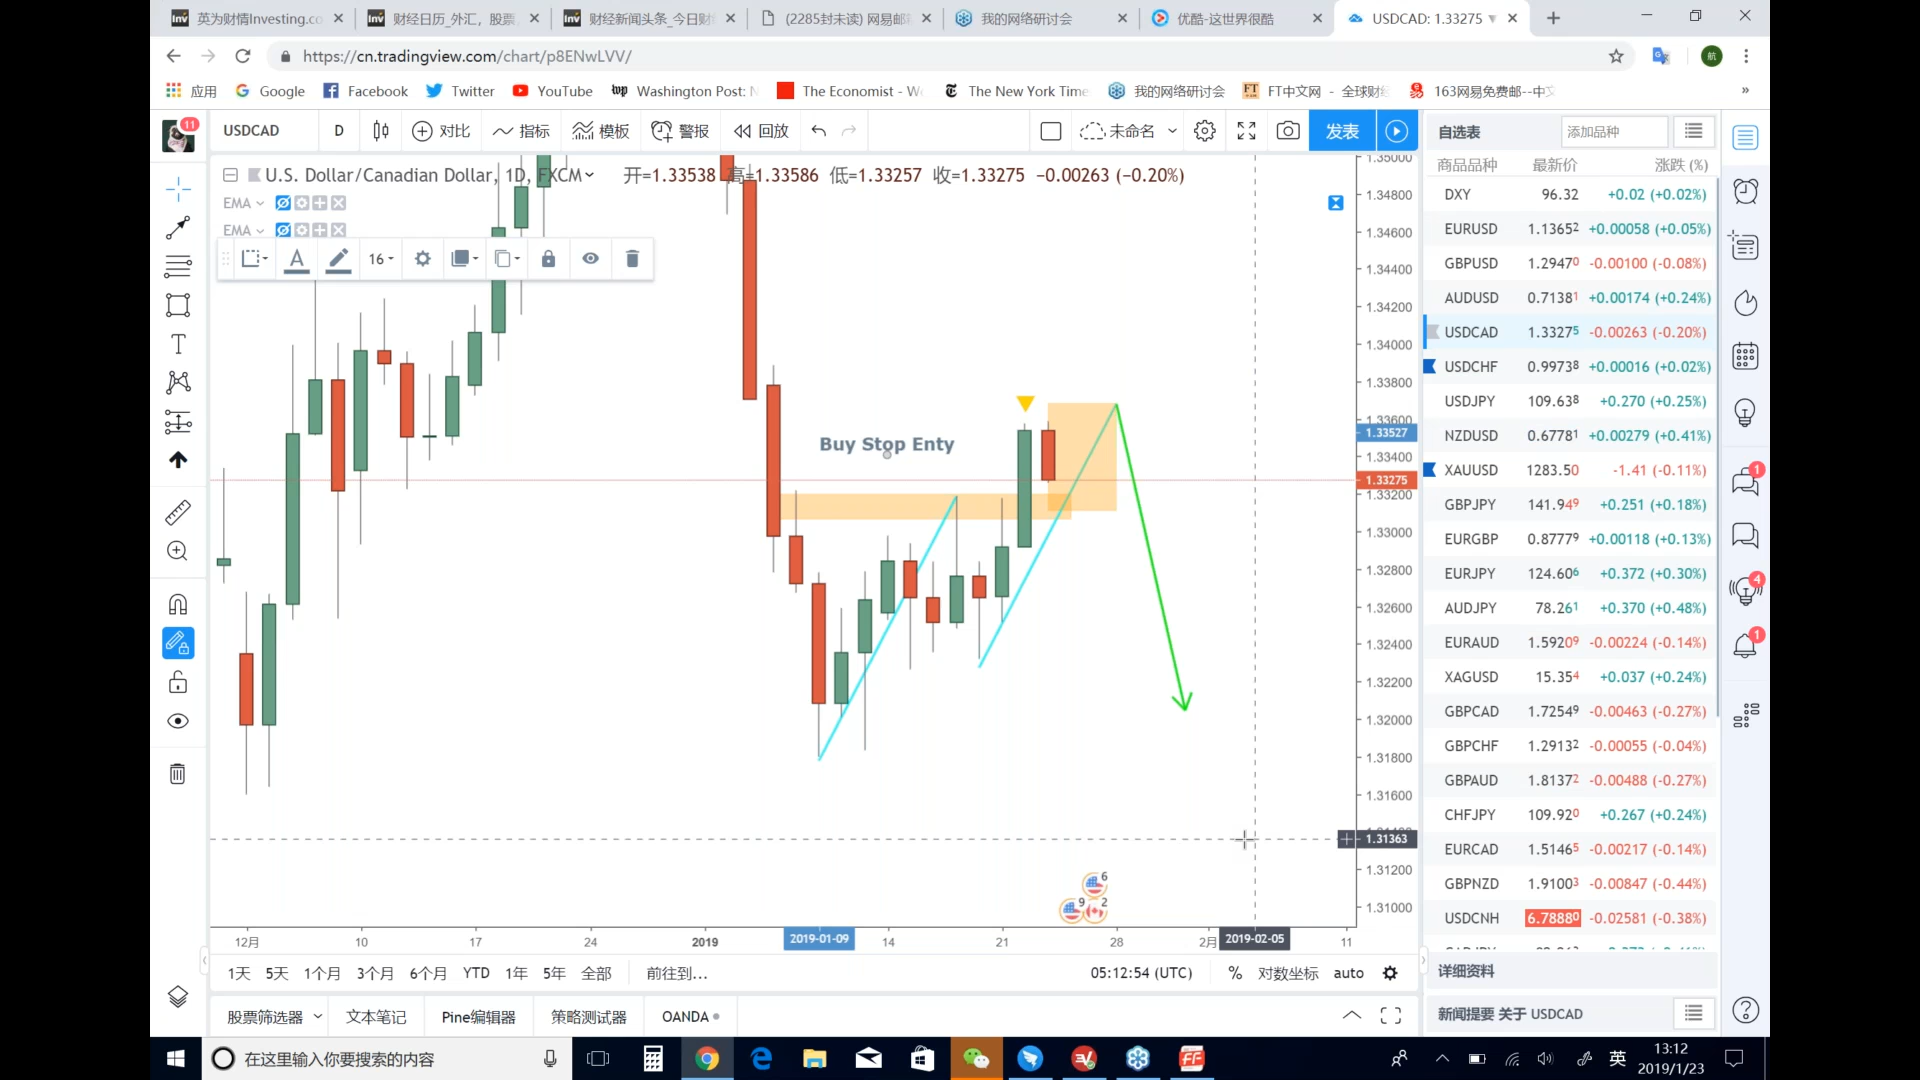 英为财情Investing.co
财经日历_外汇，股票
财经新闻头条_今日财
(2285封未读) 网易邮
我的网络研讨会
优酷-这世界很酷
USDCAD: 1.33275 ▼
https://cn.tradingview.com/chart/p8ENwLVV/
应用
Google
Facebook
Twitter
YouTube
Washington Post:
The Economist - W
The New York Time
我的网络研讨会
FT中文网 - 全球财
163网易免费邮--中文
11
USDCAD
D
对比
指标
模板
警报
回放
未命名
发表
U.S. Dollar/Canadian Dollar, 1D, FXCM
开=1.33538 高=1.33586 低=1.33257 收=1.33275 −0.00263 (−0.20%)
EMA
EMA
16
Buy Stop Enty
1.35000
1.34800
1.34600
1.34400
1.34200
1.34000
1.33800
1.33600
1.33527
1.33400
1.33275
1.33200
1.33000
1.32800
1.32600
1.32400
1.32200
1.32000
1.31800
1.31600
1.31363
1.31200
1.31000
6
9
2
12月
10
17
24
2019
2019-01-09
14
21
28
2月
2019-02-05
11
1天 5天 1个月 3个月 6个月 YTD 1年 5年 全部 前往到...
05:12:54 (UTC)
% 对数坐标 auto
股票筛选器 文本笔记 Pine编辑器 策略测试器 OANDA
自选表
添加品种
商品品种 最新价 涨跌 (%)
DXY 96.32 +0.02 (+0.02%)
EURUSD 1.13652 +0.00058 (+0.05%)
GBPUSD 1.29470 -0.00100 (-0.08%)
AUDUSD 0.71381 +0.00174 (+0.24%)
USDCAD 1.33275 -0.00263 (-0.20%)
USDCHF 0.99738 +0.00016 (+0.02%)
USDJPY 109.638 +0.270 (+0.25%)
NZDUSD 0.67781 +0.00279 (+0.41%)
XAUUSD 1283.50 -1.41 (-0.11%)
GBPJPY 141.949 +0.251 (+0.18%)
EURGBP 0.87779 +0.00118 (+0.13%)
EURJPY 124.606 +0.372 (+0.30%)
AUDJPY 78.261 +0.370 (+0.48%)
EURAUD 1.59209 -0.00224 (-0.14%)
XAGUSD 15.354 +0.037 (+0.24%)
GBPCAD 1.72549 -0.00463 (-0.27%)
GBPCHF 1.29132 -0.00055 (-0.04%)
GBPAUD 1.81372 -0.00488 (-0.27%)
CHFJPY 109.920 +0.267 (+0.24%)
EURCAD 1.51465 -0.00217 (-0.14%)
GBPNZD 1.91003 -0.00847 (-0.44%)
USDCNH 6.78880 -0.02581 (-0.38%)
详细资料
新闻提要 关于 USDCAD
1
4
1
在这里输入你要搜索的内容
英
13:12
2019/1/23